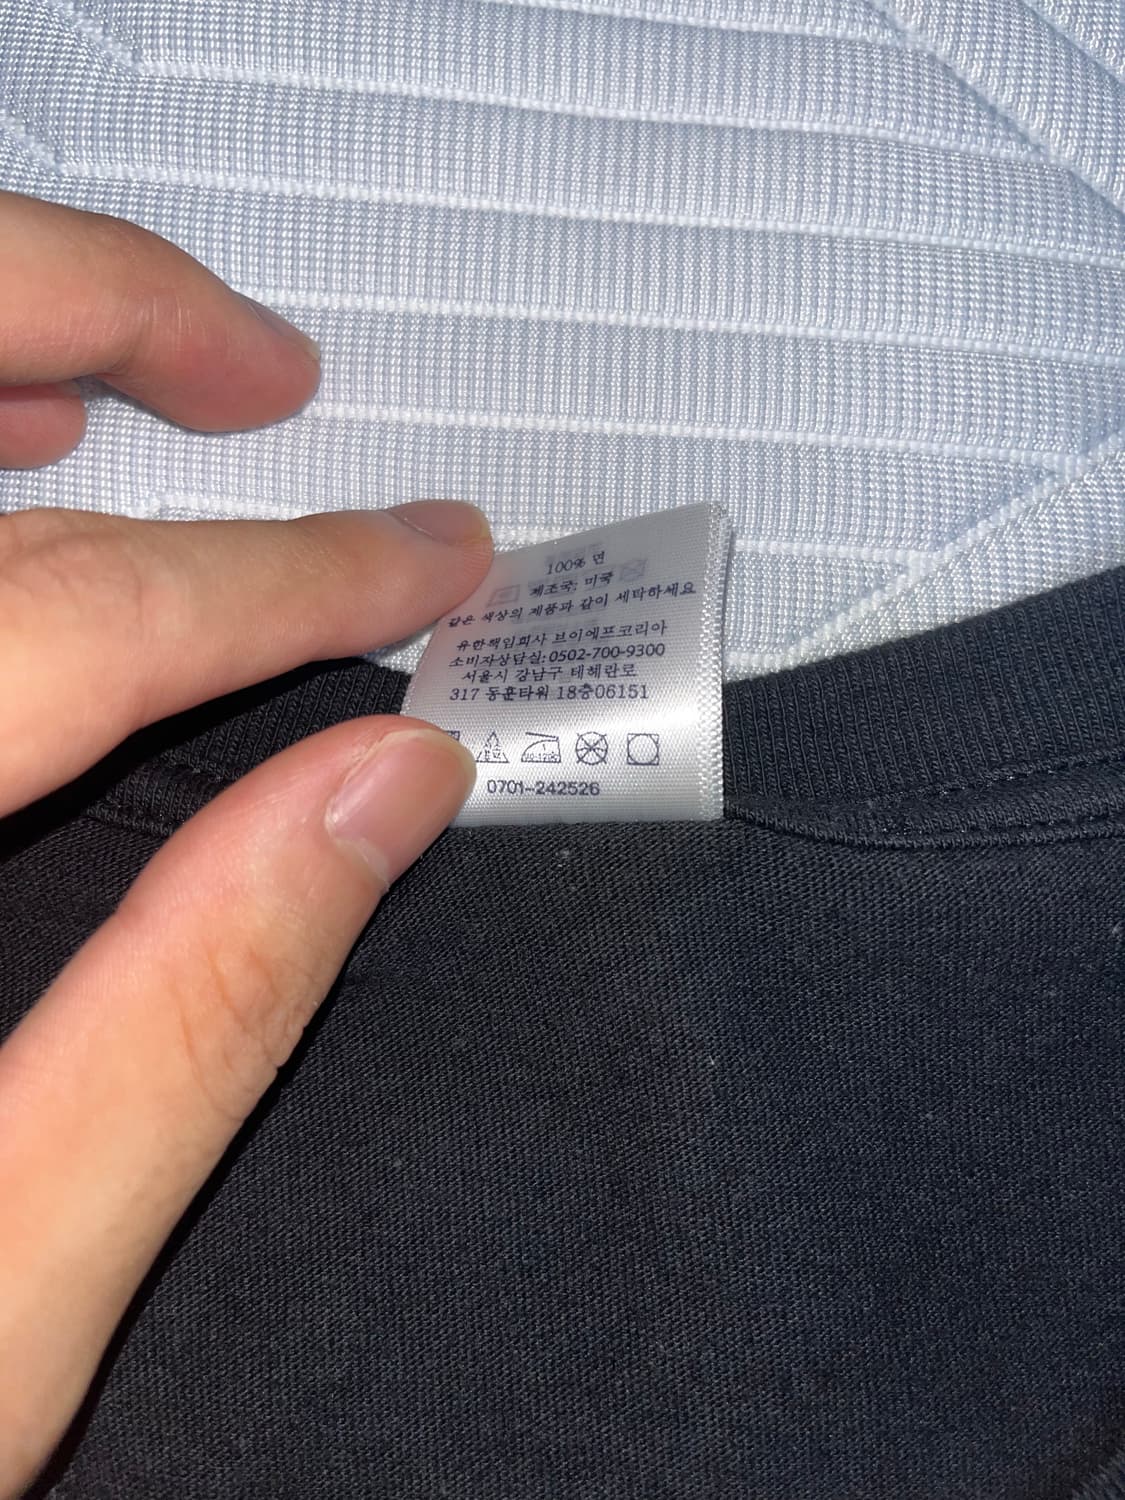 100% 면
제조국: 미국
같은 색상의 제품과 같이 세탁하세요
유한책임회사 브이에프코리아
소비자상담실: 0502-700-9300
서울시 강남구 테헤란로
317 동훈타워 18층06151
0701-242526